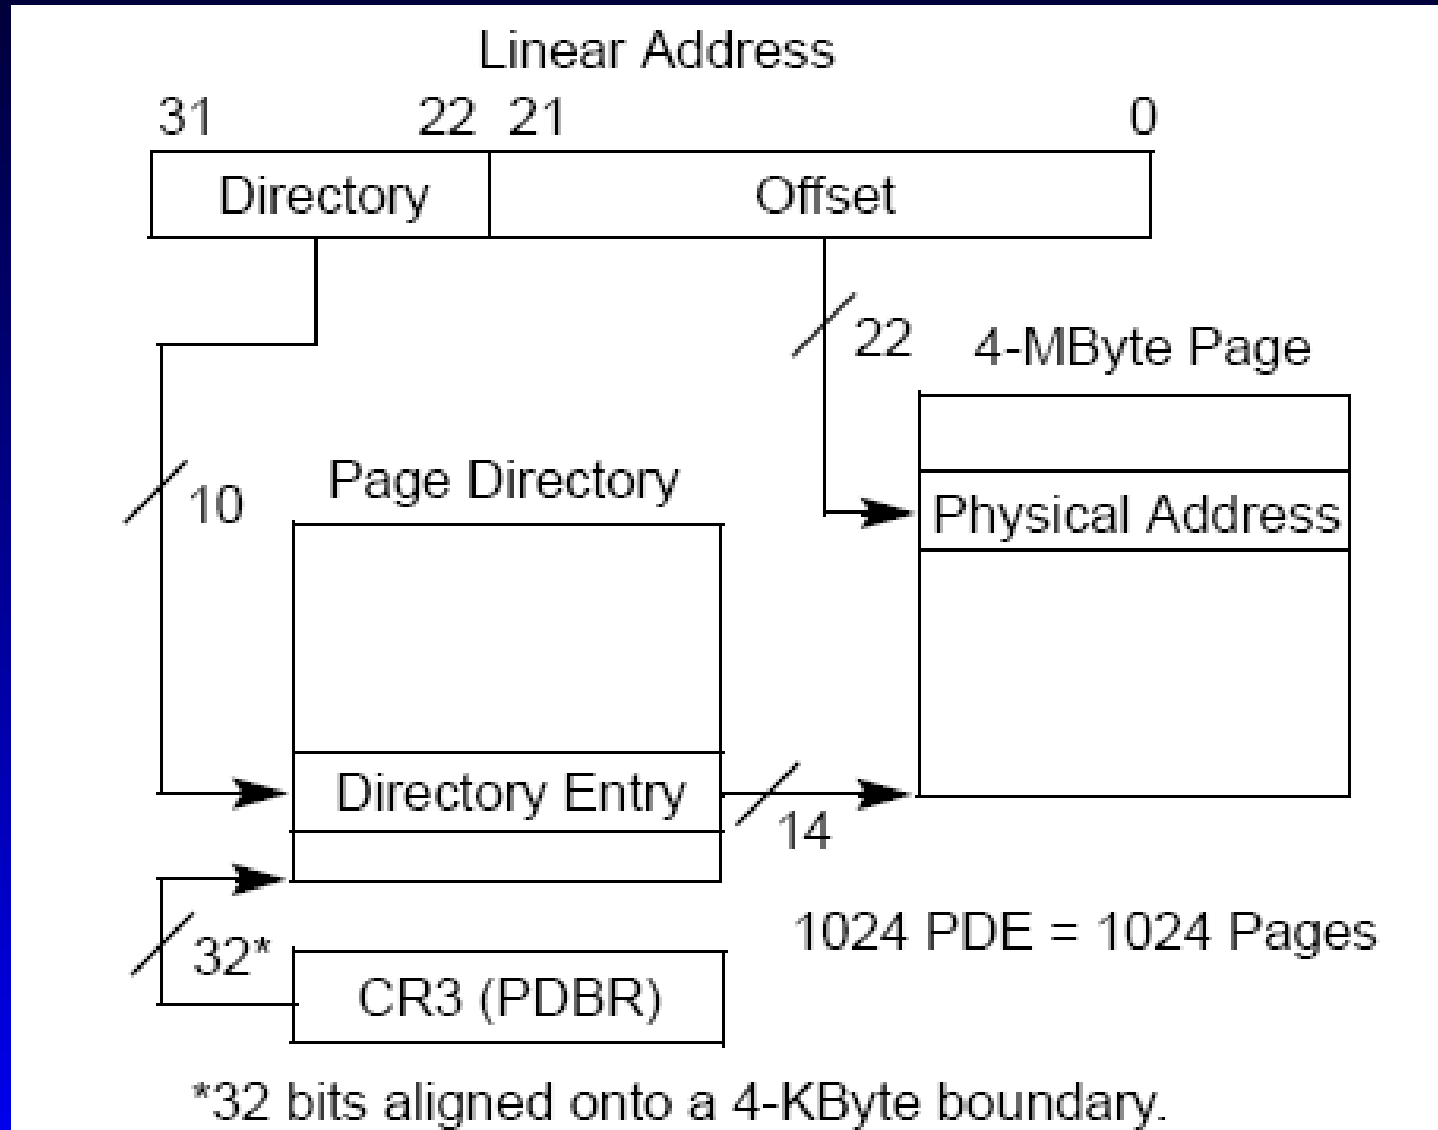 Linear Address
31 22 21 0
Directory Offset
22 4-MByte Page
10 Page Directory
Physical Address
Directory Entry
14
1024 PDE = 1024 Pages
32*
CR3 (PDBR)
*32 bits aligned onto a 4-KByte boundary.